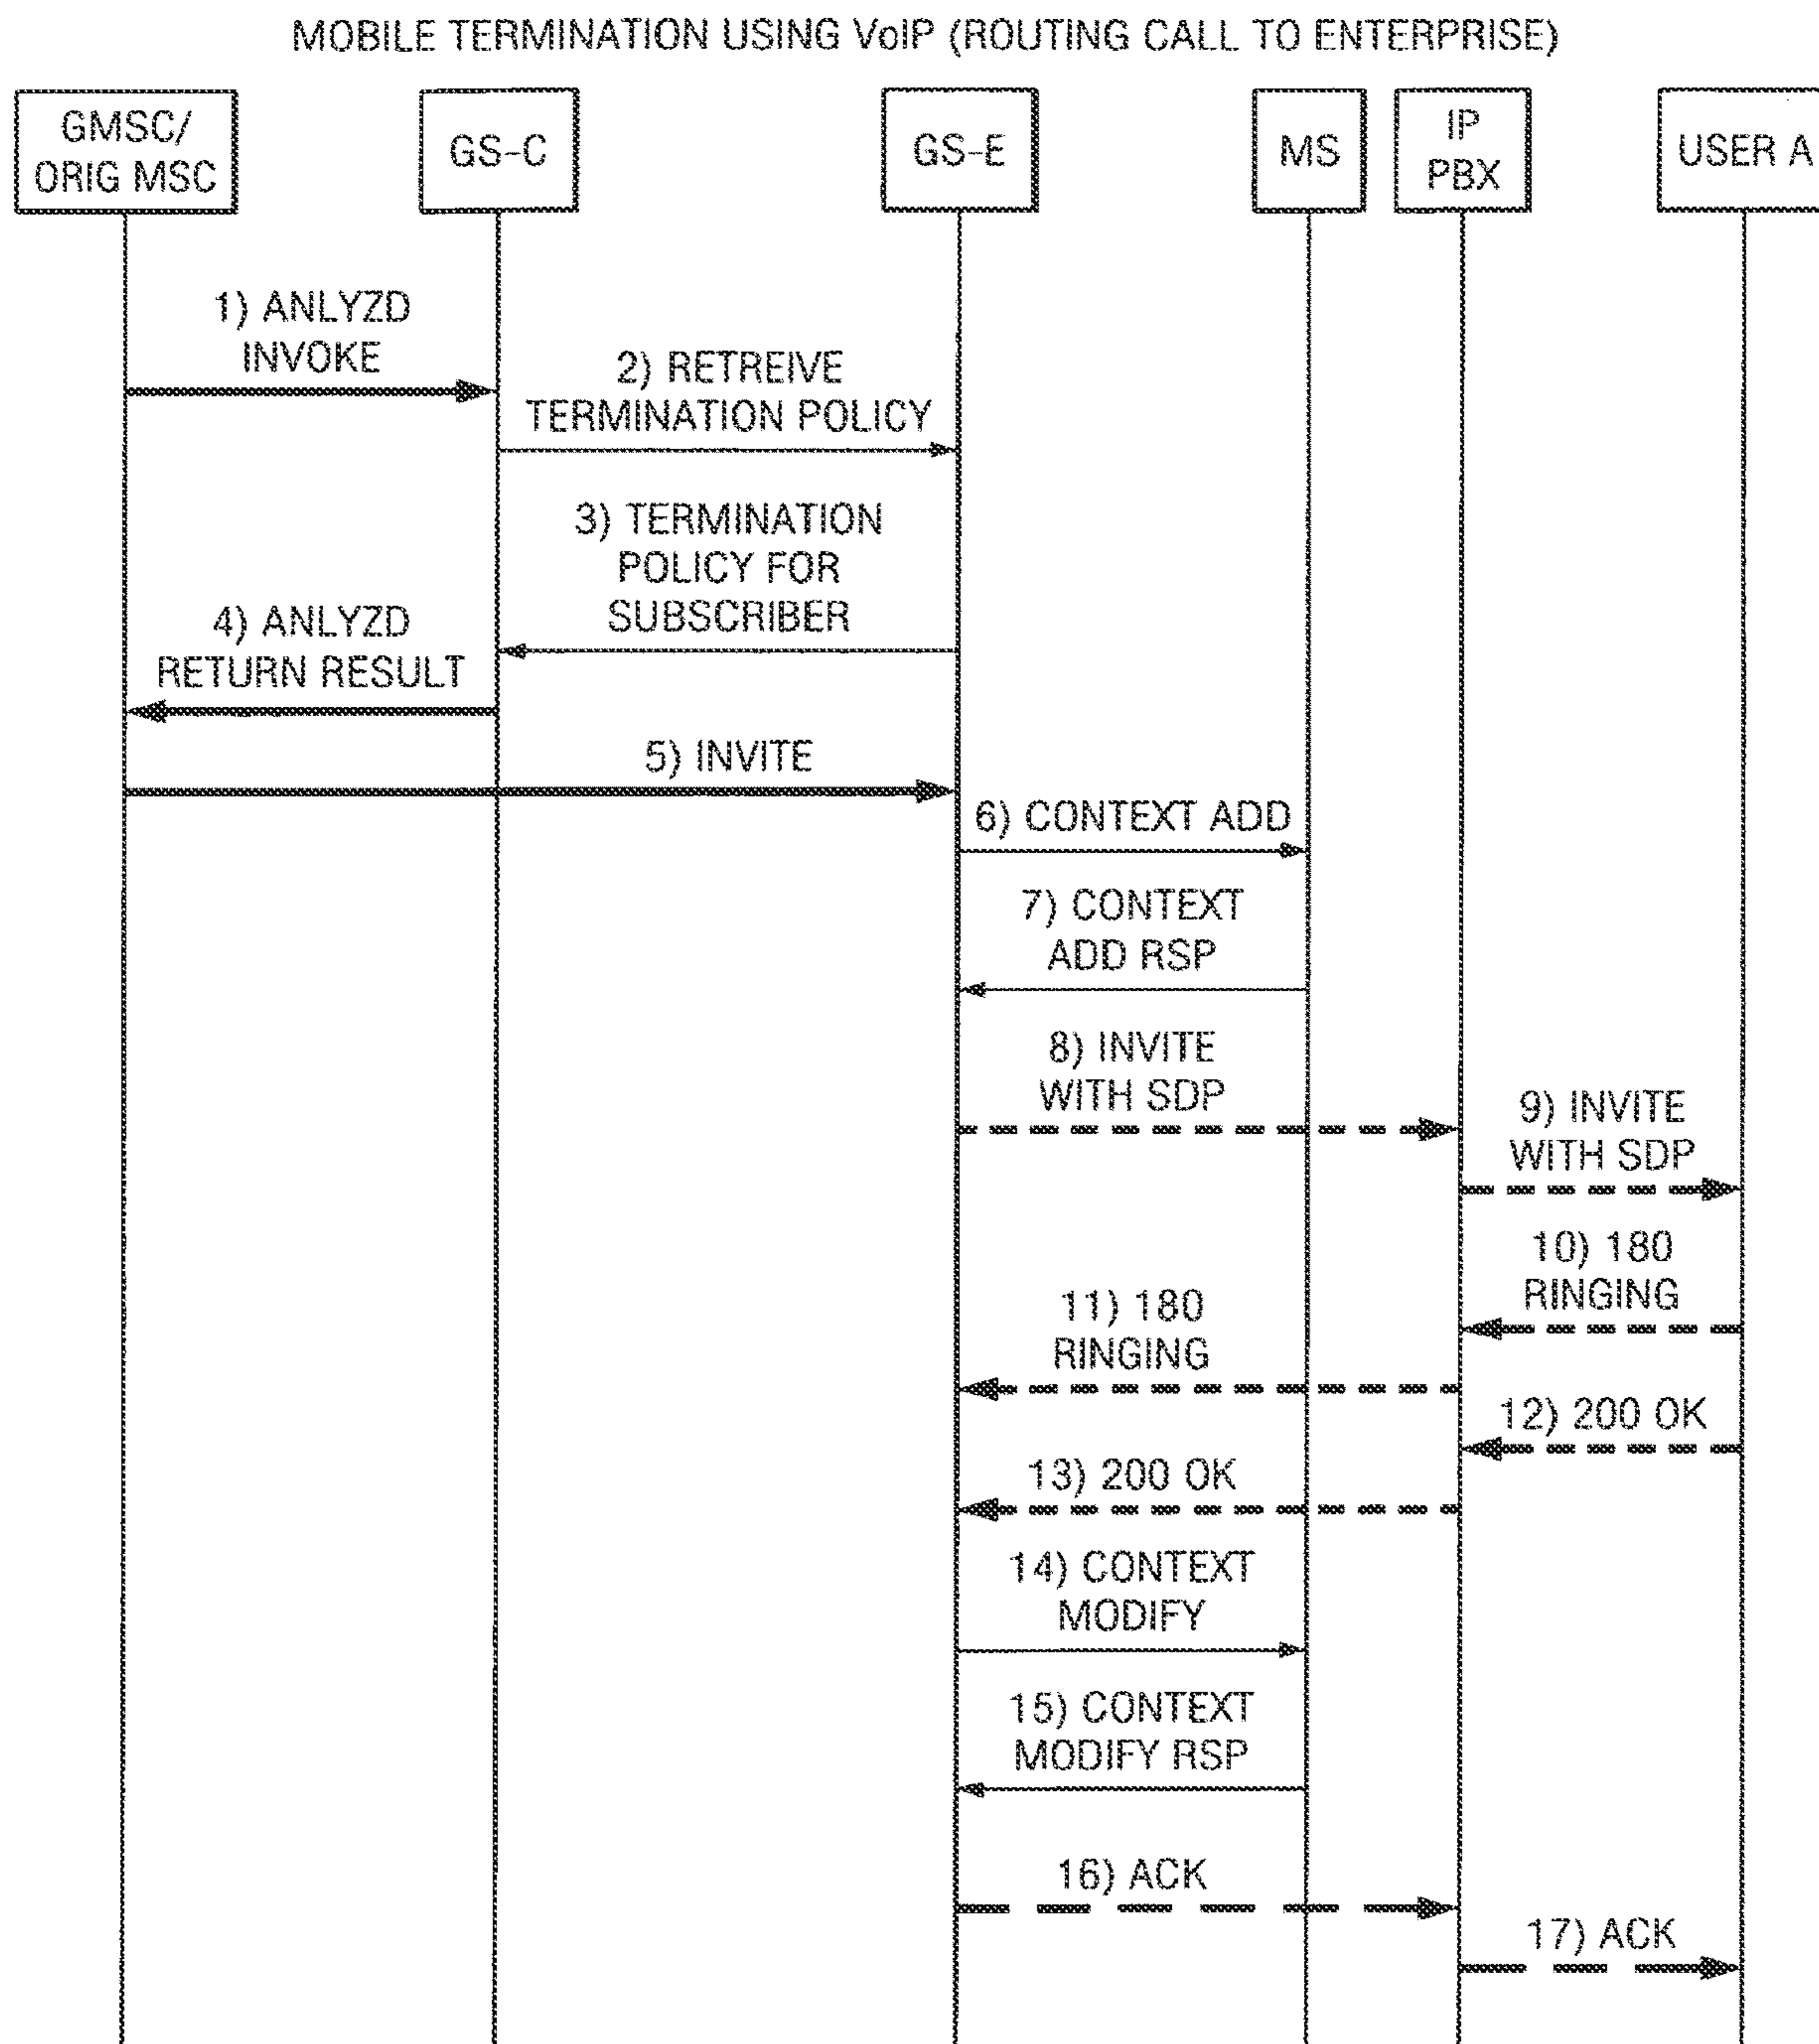 MOBILE TERMINATION USING VoIP (ROUTING CALL TO ENTERPRISE)
GMSC/
ORIG MSC
GS-C
GS-E
MS
IP
PBX
USER A
1) ANLYZD
INVOKE
2) RETREIVE
TERMINATION POLICY
3) TERMINATION
POLICY FOR
SUBSCRIBER
4) ANLYZD
RETURN RESULT
5) INVITE
6) CONTEXT ADD
7) CONTEXT
ADD RSP
8) INVITE
WITH SDP
9) INVITE
WITH SDP
10) 180
RINGING
11) 180
RINGING
12) 200 OK
13) 200 OK
14) CONTEXT
MODIFY
15) CONTEXT
MODIFY RSP
16) ACK
17) ACK